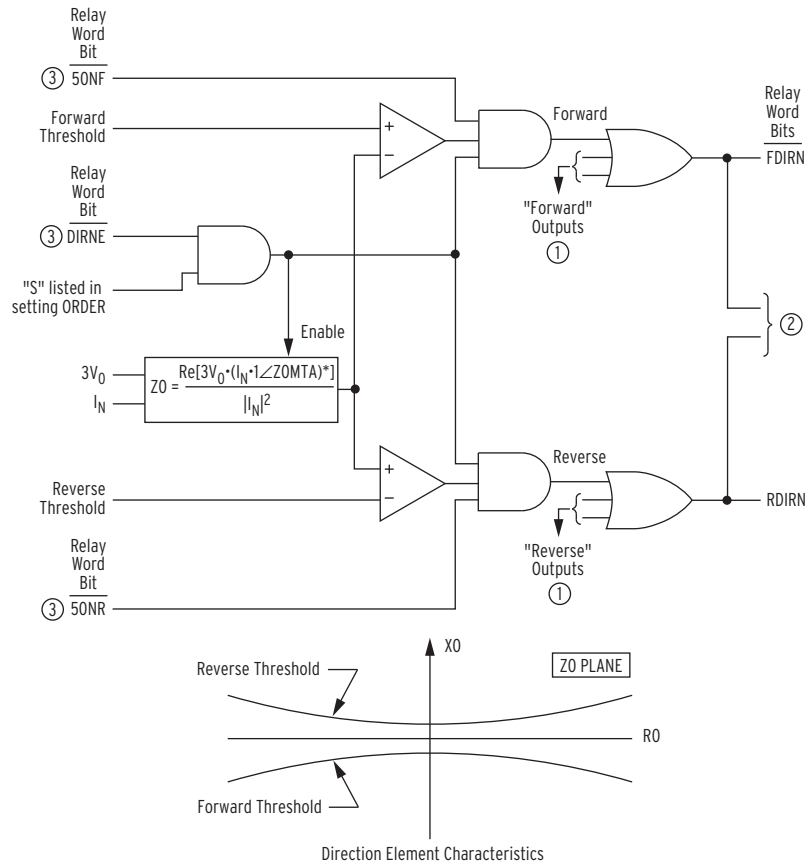 Relay
Word
Bit
③ 50NF
Forward
Threshold
Relay
Word
Bit
③ DIRNE
"S" listed in
setting ORDER
Enable
3V0
IN
Z0 = Re[3V0•(IN•1∠Z0MTA)*]
|IN|²
Reverse
Threshold
Relay
Word
Bit
③ 50NR
+
–
+
–
Forward
"Forward"
Outputs
①
Reverse
"Reverse"
Outputs
①
Relay
Word
Bits
FDIRN
②
RDIRN
X0
Z0 PLANE
Reverse Threshold
R0
Forward Threshold
Direction Element Characteristics